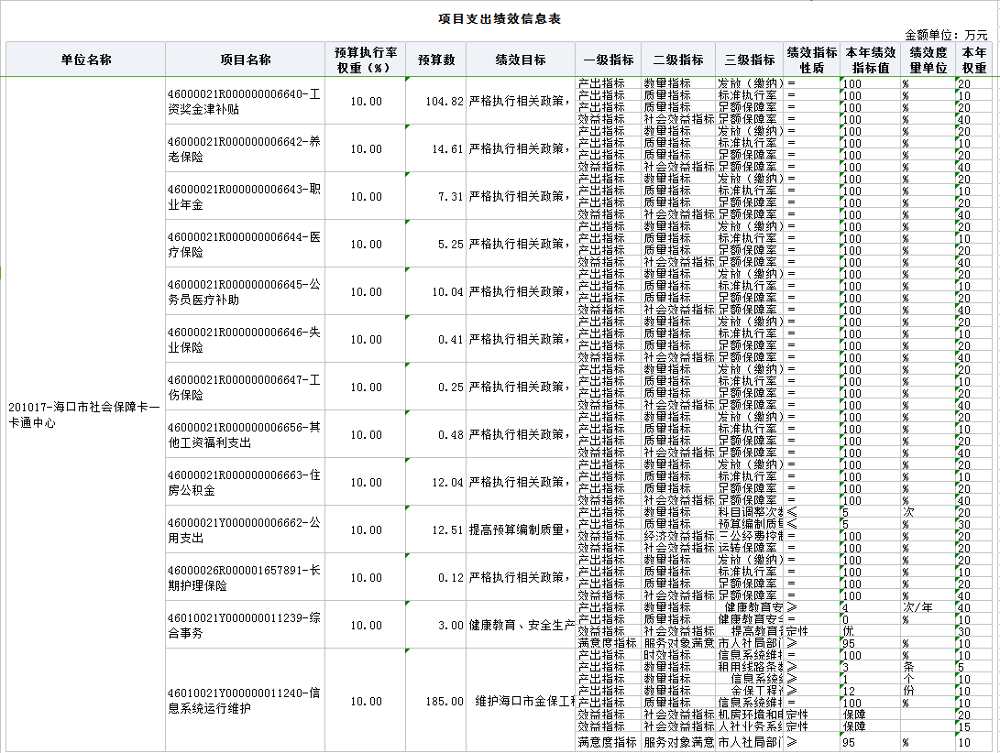 项目支出绩效信息表
金额单位：万元
单位名称 项目名称 预算执行率权重（%） 预算数 绩效目标 一级指标 二级指标 三级指标 绩效指标性质 本年绩效指标值 绩效度量单位 本年权重
201017-海口市社会保障卡一卡通中心
46000021R000000006640-工资奖金津补贴 10.00 104.82 严格执行相关政策，
产出指标 数量指标 发放（缴纳） = 100 % 20
产出指标 质量指标 标准执行率 = 100 % 10
产出指标 质量指标 足额保障率 = 100 % 20
效益指标 社会效益指标 足额保障率 = 100 % 40
46000021R000000006642-养老保险 10.00 14.61 严格执行相关政策，
产出指标 数量指标 发放（缴纳） = 100 % 20
产出指标 质量指标 标准执行率 = 100 % 10
产出指标 质量指标 足额保障率 = 100 % 20
效益指标 社会效益指标 足额保障率 = 100 % 40
46000021R000000006643-职业年金 10.00 7.31 严格执行相关政策，
产出指标 数量指标 发放（缴纳） = 100 % 20
产出指标 质量指标 标准执行率 = 100 % 10
产出指标 质量指标 足额保障率 = 100 % 20
效益指标 社会效益指标 足额保障率 = 100 % 40
46000021R000000006644-医疗保险 10.00 5.25 严格执行相关政策，
产出指标 数量指标 发放（缴纳） = 100 % 20
产出指标 质量指标 标准执行率 = 100 % 10
产出指标 质量指标 足额保障率 = 100 % 20
效益指标 社会效益指标 足额保障率 = 100 % 40
46000021R000000006645-公务员医疗补助 10.00 10.04 严格执行相关政策，
产出指标 数量指标 发放（缴纳） = 100 % 20
产出指标 质量指标 标准执行率 = 100 % 10
产出指标 质量指标 足额保障率 = 100 % 20
效益指标 社会效益指标 足额保障率 = 100 % 40
46000021R000000006646-失业保险 10.00 0.41 严格执行相关政策，
产出指标 数量指标 发放（缴纳） = 100 % 20
产出指标 质量指标 标准执行率 = 100 % 10
产出指标 质量指标 足额保障率 = 100 % 20
效益指标 社会效益指标 足额保障率 = 100 % 40
46000021R000000006647-工伤保险 10.00 0.25 严格执行相关政策，
产出指标 数量指标 发放（缴纳） = 100 % 20
产出指标 质量指标 标准执行率 = 100 % 10
产出指标 质量指标 足额保障率 = 100 % 20
效益指标 社会效益指标 足额保障率 = 100 % 40
46000021R000000006656-其他工资福利支出 10.00 0.48 严格执行相关政策，
产出指标 数量指标 发放（缴纳） = 100 % 20
产出指标 质量指标 标准执行率 = 100 % 10
产出指标 质量指标 足额保障率 = 100 % 20
效益指标 社会效益指标 足额保障率 = 100 % 40
46000021R000000006663-住房公积金 10.00 12.04 严格执行相关政策，
产出指标 数量指标 发放（缴纳） = 100 % 20
产出指标 质量指标 标准执行率 = 100 % 10
产出指标 质量指标 足额保障率 = 100 % 20
效益指标 社会效益指标 足额保障率 = 100 % 40
46000021Y000000006662-公用支出 10.00 12.51 提高预算编制质量，
产出指标 数量指标 科目调整次 ≤ 5 次 20
产出指标 质量指标 预算编制质 ≤ 5 % 30
效益指标 经济效益指标 三公经费控 = 100 % 20
效益指标 社会效益指标 运转保障率 = 100 % 20
46000026R000001657891-长期护理保险 10.00 0.12 严格执行相关政策，
产出指标 数量指标 发放（缴纳） = 100 % 20
产出指标 质量指标 标准执行率 = 100 % 10
产出指标 质量指标 足额保障率 = 100 % 20
效益指标 社会效益指标 足额保障率 = 100 % 40
46010021Y000000011239-综合事务 10.00 3.00 健康教育、安全生产
产出指标 数量指标 健康教育安 ≥ 4 次/年 40
产出指标 质量指标 健康教育安 = 0 % 10
效益指标 社会效益指标 提高教育 定性 优 30
满意度指标 服务对象满意 市人社局部 ≥ 95 % 10
46010021Y000000011240-信息系统运行维护 10.00 185.00 维护海口市金保工
产出指标 时效指标 信息系统维 = 100 % 10
产出指标 数量指标 租用线路条 ≥ 3 条 5
产出指标 数量指标 信息系统 ≥ 1 个 10
产出指标 数量指标 金保工程 ≥ 12 份 10
产出指标 质量指标 信息系统维 = 100 % 10
效益指标 社会效益指标 机房环境和 定性 保障 20
效益指标 社会效益指标 人社业务系 定性 保障 15
满意度指标 服务对象满意 市人社局部 ≥ 95 % 10